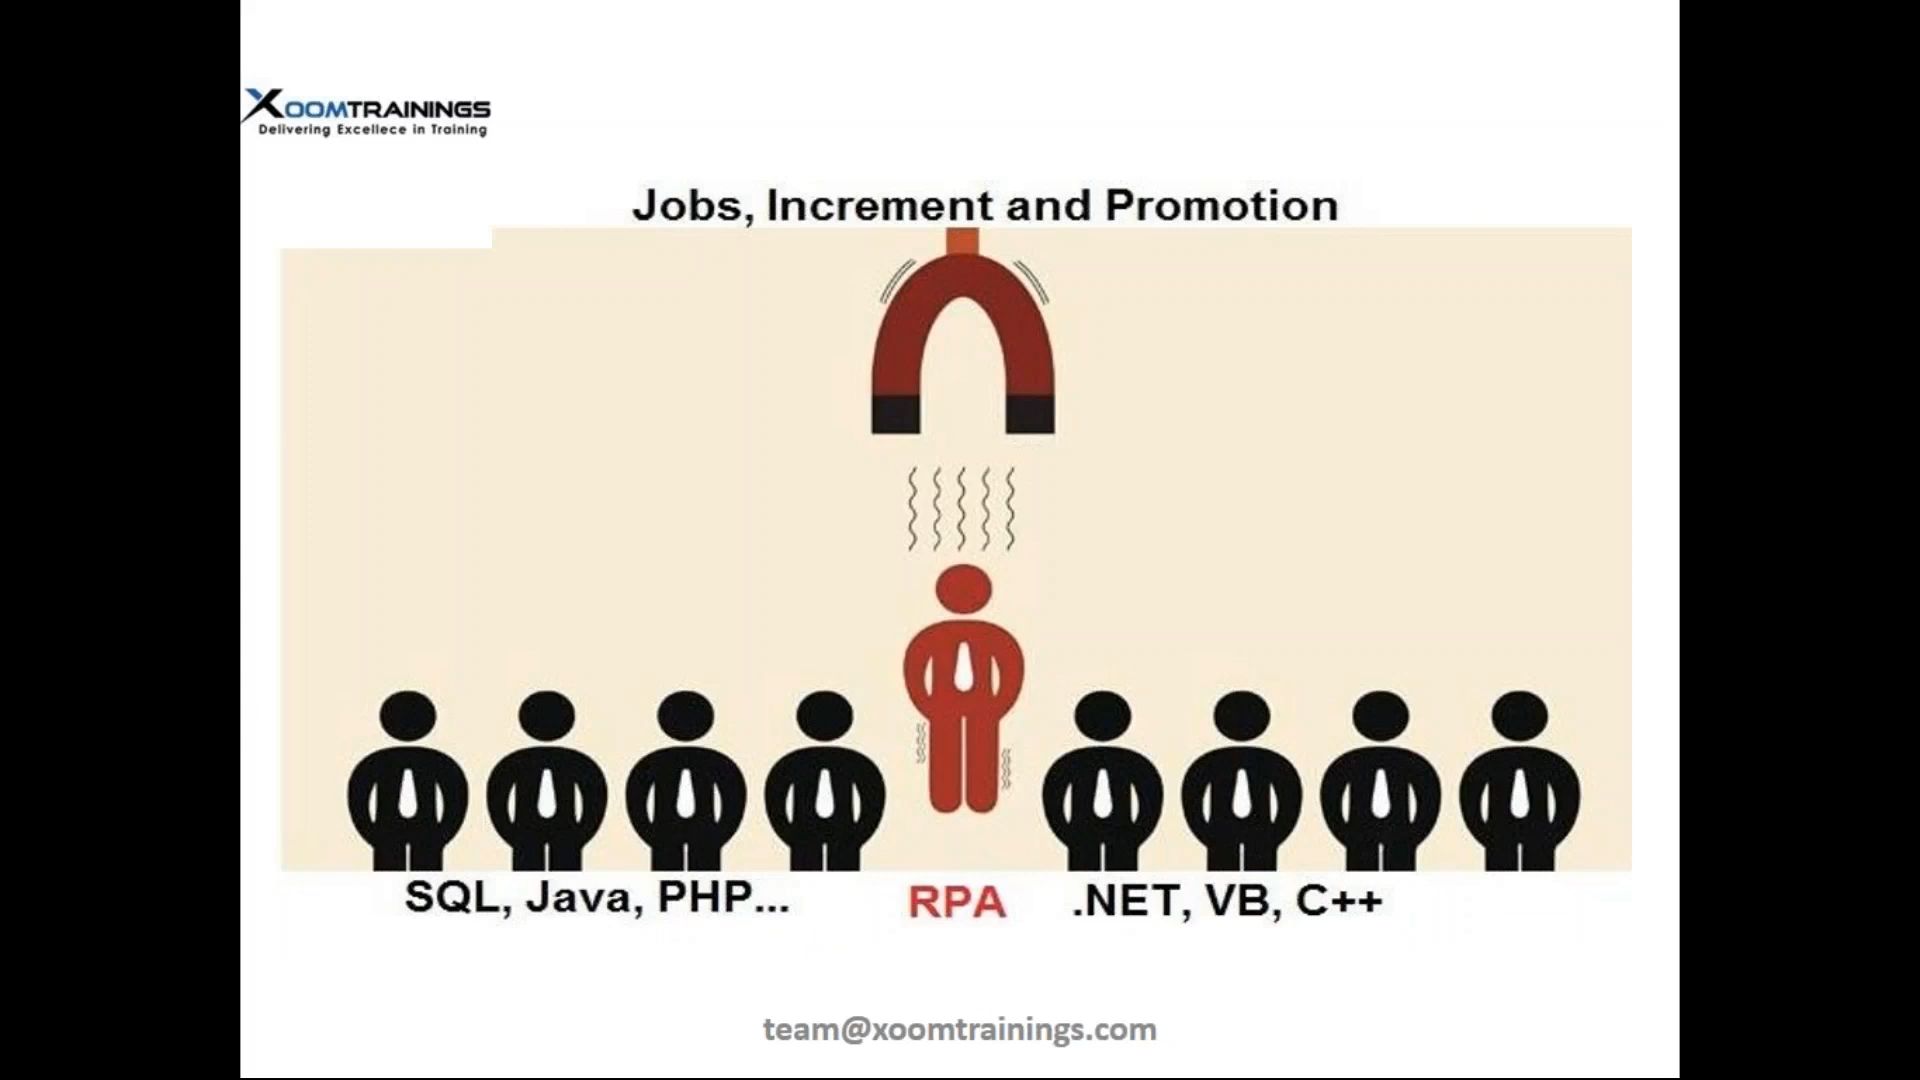 XOOMTRAININGS
Delivering Excellece in Training
Jobs, Increment and Promotion
SQL, Java, PHP... RPA .NET, VB, C++
team@xoomtrainings.com